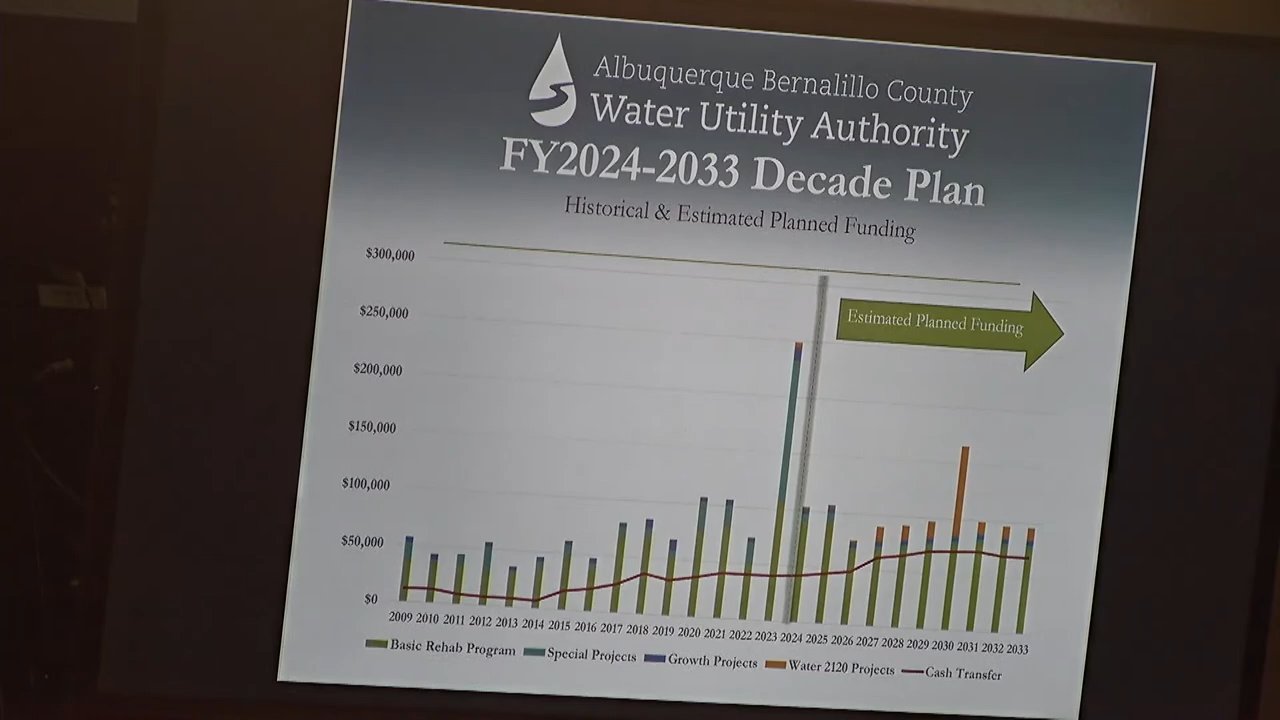 Albuquerque Bernalillo County
Water Utility Authority
FY2024-2033 Decade Plan
Historical & Estimated Planned Funding
$300,000
$250,000
$200,000
$150,000
$100,000
$50,000
$0
Estimated Planned Funding
2009 2010 2011 2012 2013 2014 2015 2016 2017 2018 2019 2020 2021 2022 2023 2024 2025 2026 2027 2028 2029 2030 2031 2032 2033
Basic Rehab Program Special Projects Growth Projects Water 2120 Projects Cash Transfer